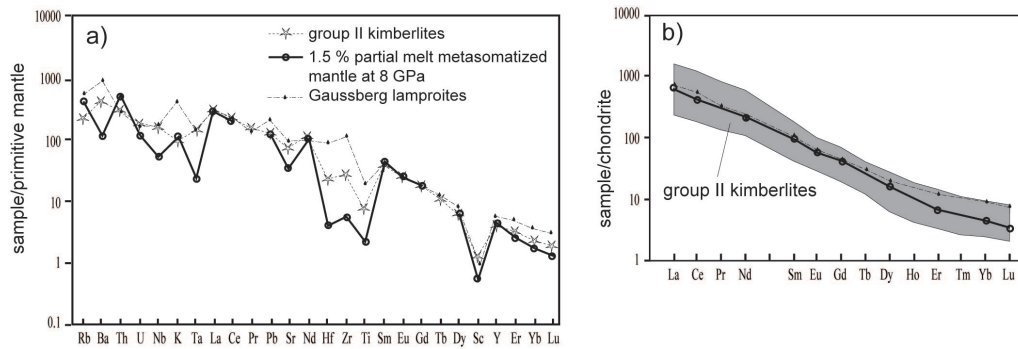 a)
group II kimberlites
1.5 % partial melt metasomatized
mantle at 8 GPa
Gaussberg lamproites
sample/primitive mantle
10000
1000
100
10
1
0.1
Rb Ba Th U Nb K Ta La Ce Pr Pb Sr Nd Hf Zr Ti Sm Eu Gd Tb Dy Sc Y Er Yb Lu
b)
sample/chondrite
10000
1000
100
10
1
group II kimberlites
La Ce Pr Nd Sm Eu Gd Tb Dy Ho Er Tm Yb Lu